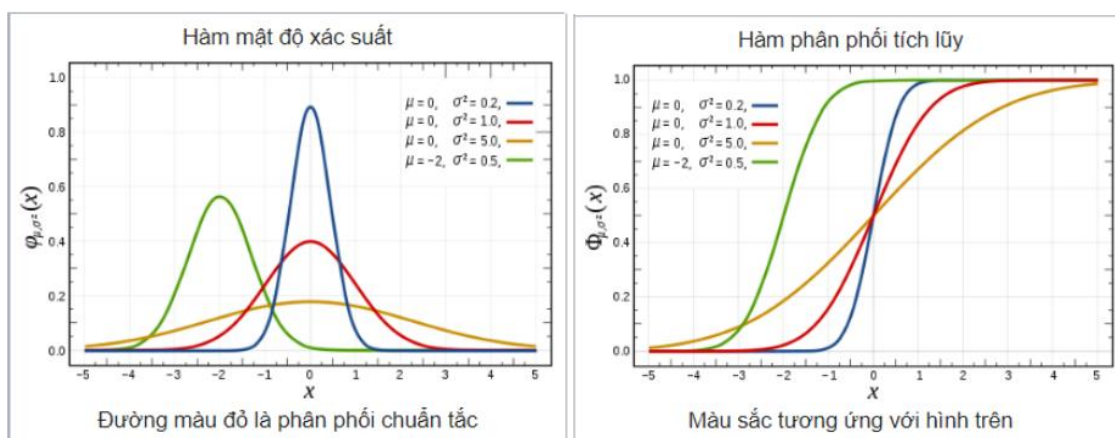 Hàm mật độ xác suất
1.0
0.8
0.6
0.4
0.2
0.0
μ = 0, σ² = 0.2,
μ = 0, σ² = 1.0,
μ = 0, σ² = 5.0,
μ = −2, σ² = 0.5,
φμ,σ²(x)
−5 −4 −3 −2 −1 0 1 2 3 4 5
x
Đường màu đỏ là phân phối chuẩn tắc
Hàm phân phối tích lũy
1.0
0.8
0.6
0.4
0.2
0.0
μ = 0, σ² = 0.2,
μ = 0, σ² = 1.0,
μ = 0, σ² = 5.0,
μ = −2, σ² = 0.5,
Φμ,σ²(x)
−5 −4 −3 −2 −1 0 1 2 3 4 5
x
Màu sắc tương ứng với hình trên